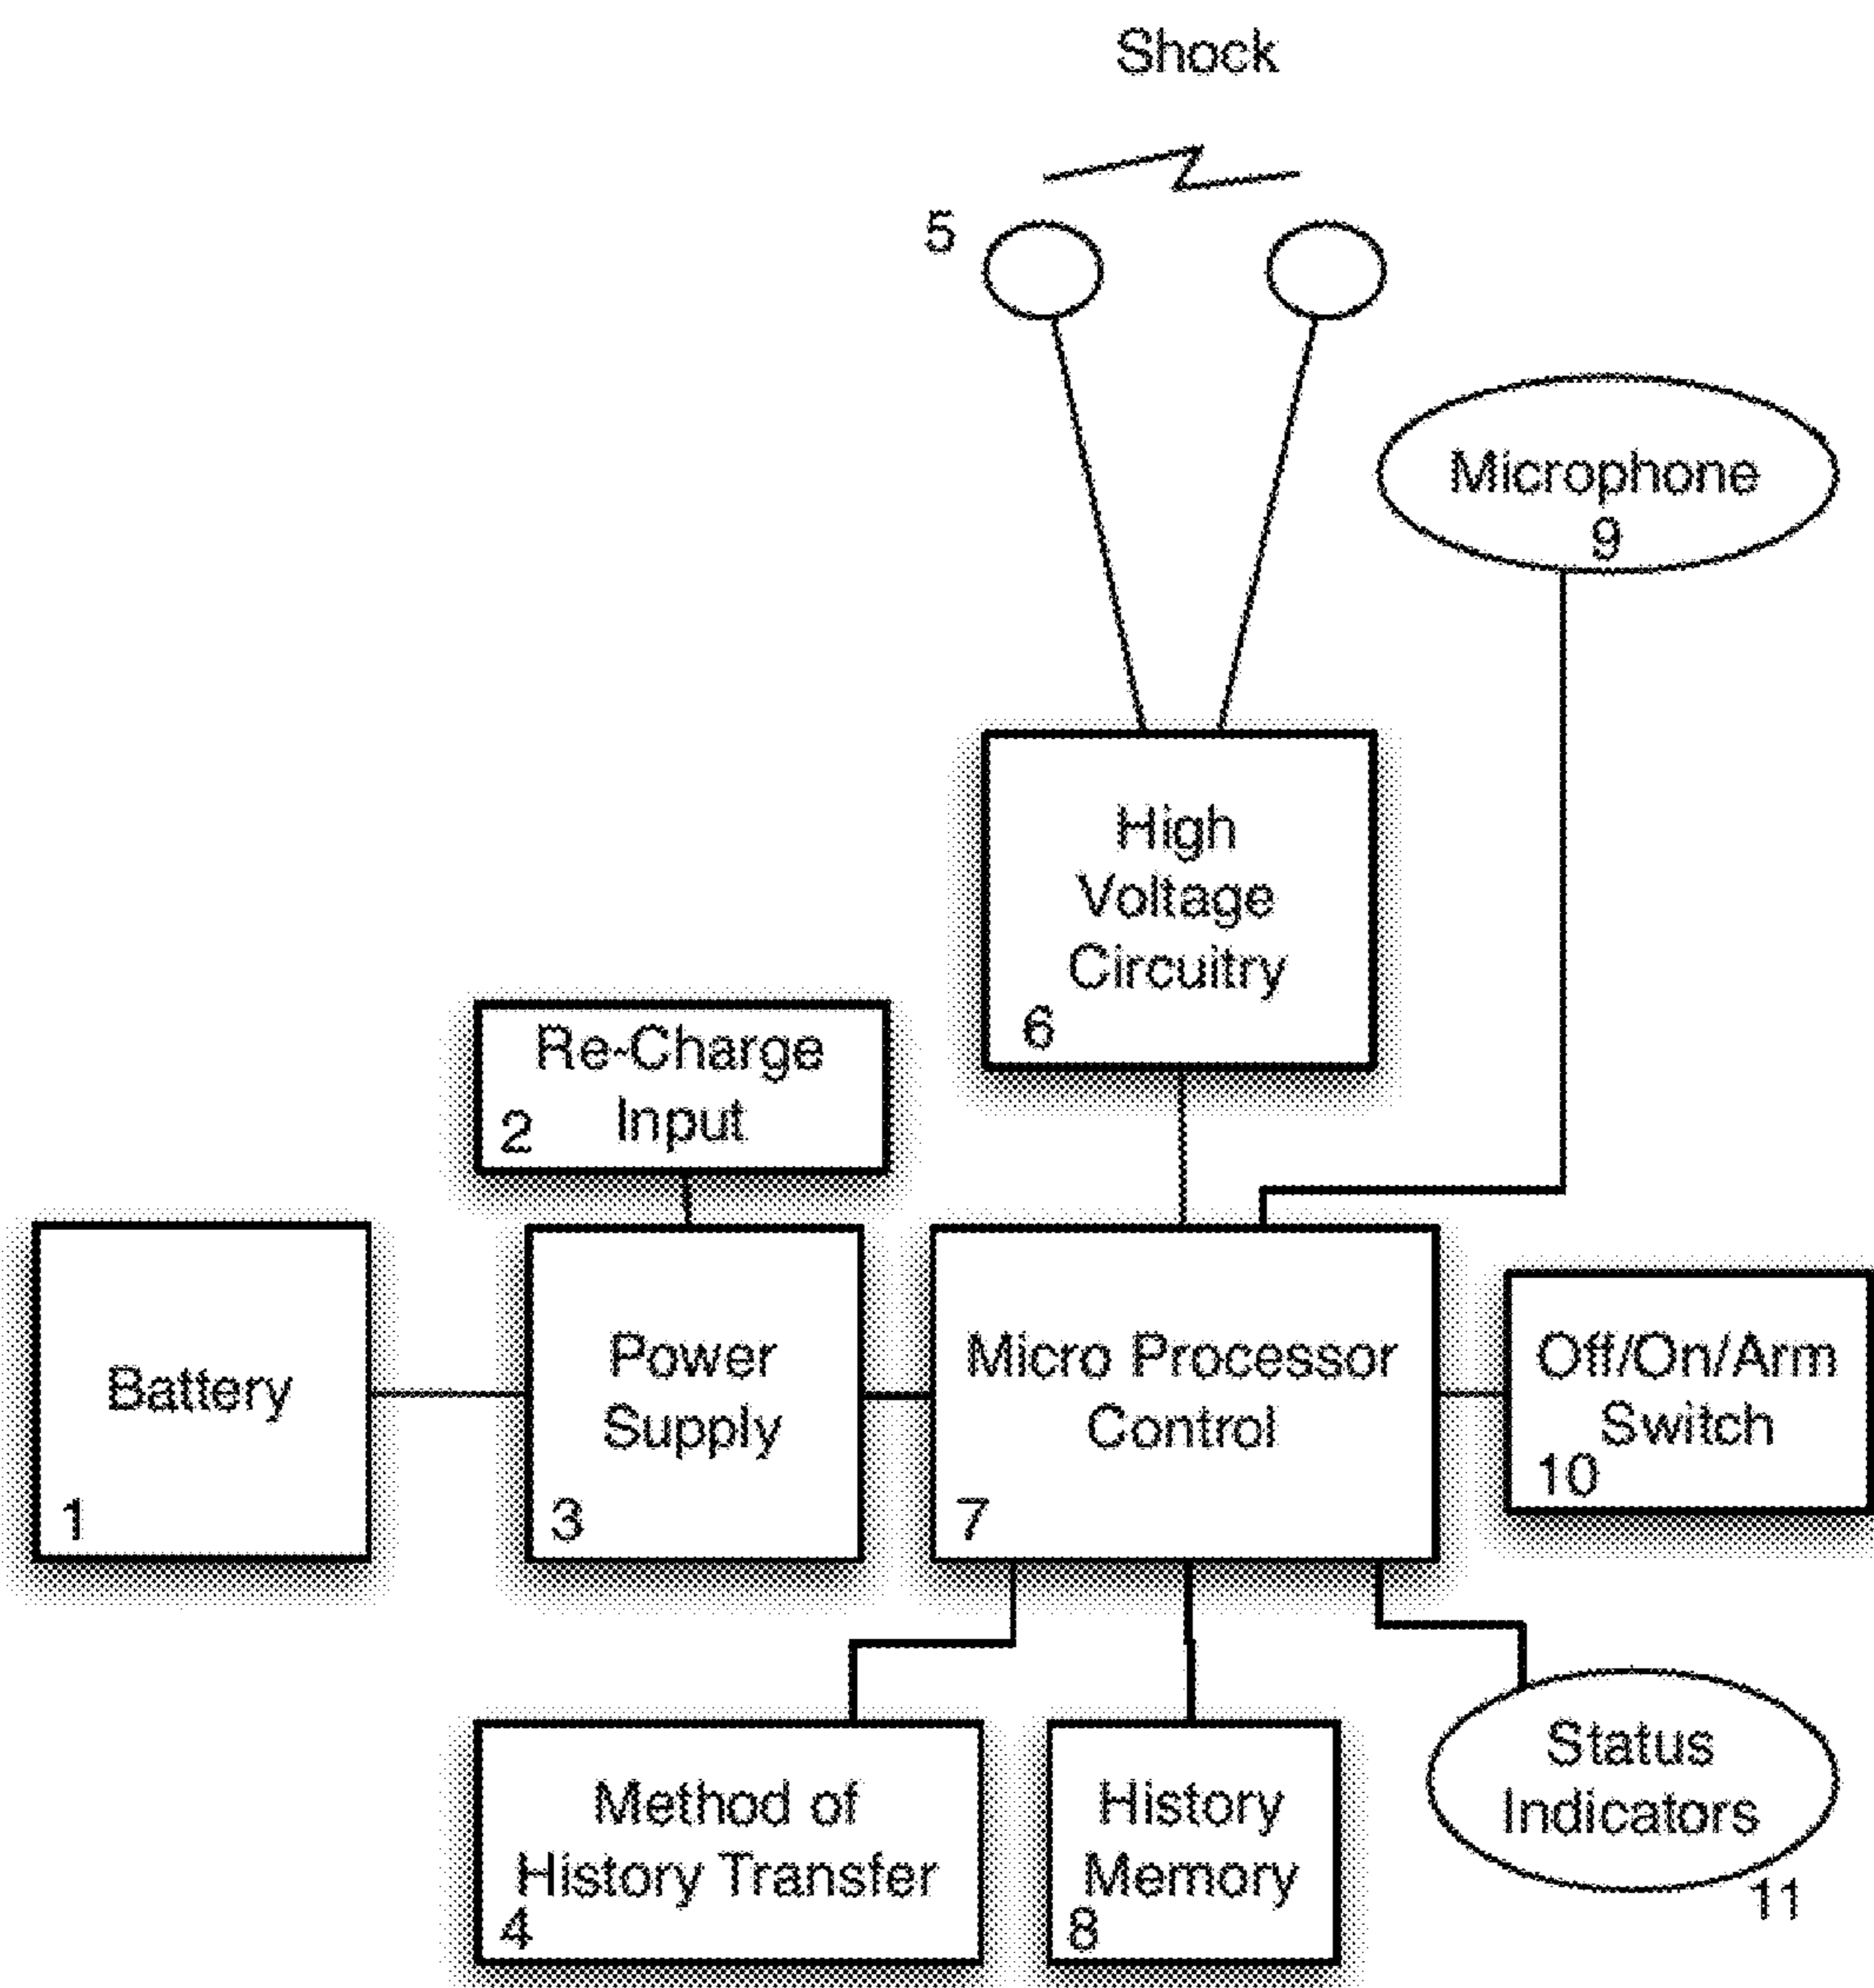 Shock
5
Microphone
9
High
Voltage
Circuitry
6
Re-Charge
Input
2
Battery
1
Power
Supply
3
Micro Processor
Control
7
Off/On/Arm
Switch
10
Method of
History Transfer
4
History
Memory
8
Status
Indicators
11